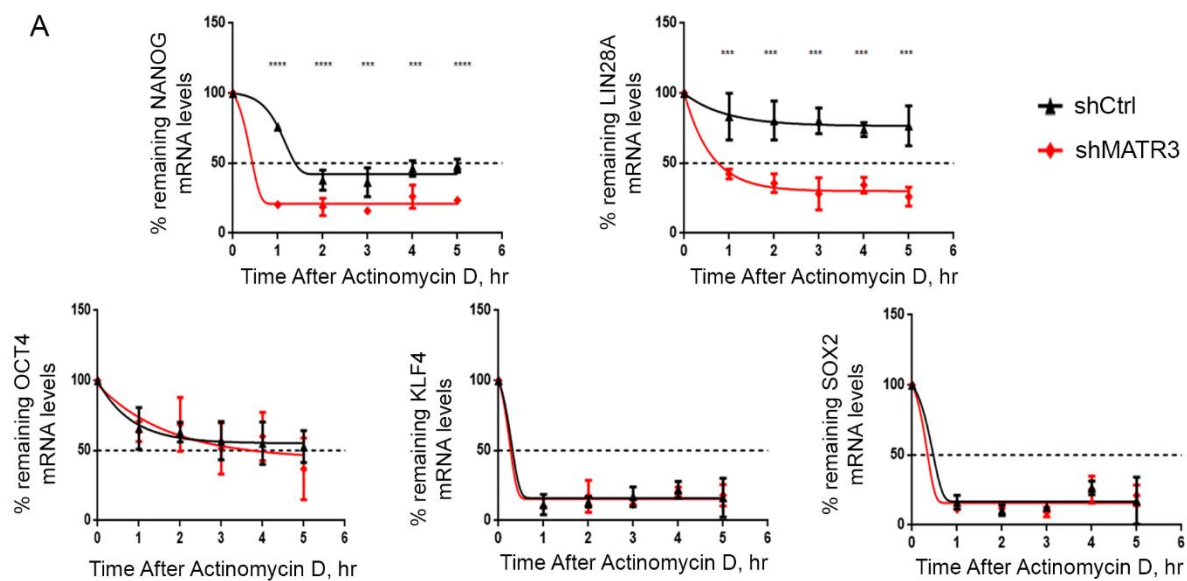 A
% remaining NANOG
mRNA levels
150
100
50
0
**** **** *** *** ****
0 1 2 3 4 5 6
Time After Actinomycin D, hr
% remaining LIN28A
mRNA levels
150
100
50
0
*** *** *** *** ***
0 1 2 3 4 5 6
Time After Actinomycin D, hr
shCtrl
shMATR3
% remaining OCT4
mRNA levels
150
100
50
0
0 1 2 3 4 5 6
Time After Actinomycin D, hr
% remaining KLF4
mRNA levels
150
100
50
0
0 1 2 3 4 5 6
Time After Actinomycin D, hr
% remaining SOX2
mRNA levels
150
100
50
0
0 1 2 3 4 5 6
Time After Actinomycin D, hr